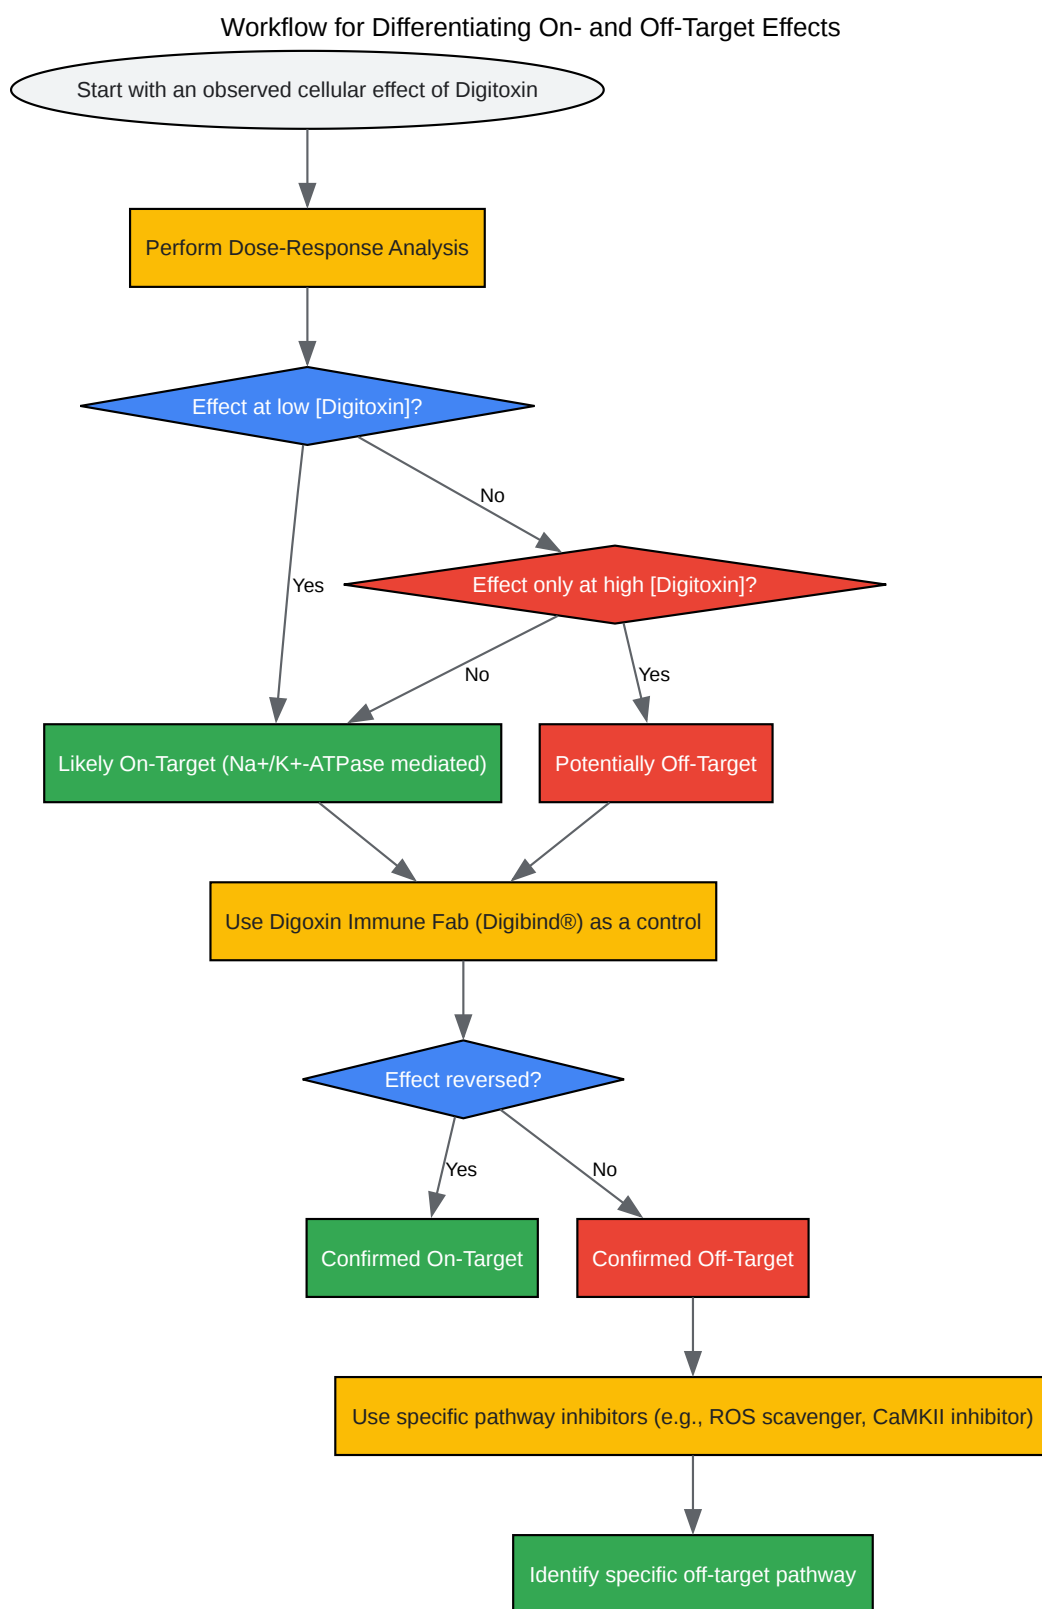 Workflow for Differentiating On- and Off-Target Effects
Start with an observed cellular effect of Digitoxin
Perform Dose-Response Analysis
Effect at low [Digitoxin]?
No
Yes
Effect only at high [Digitoxin]?
No
Yes
Likely On-Target (Na+/K+-ATPase mediated)
Potentially Off-Target
Use Digoxin Immune Fab (Digibind®) as a control
Effect reversed?
Yes
No
Confirmed On-Target
Confirmed Off-Target
Use specific pathway inhibitors (e.g., ROS scavenger, CaMKII inhibitor)
Identify specific off-target pathway